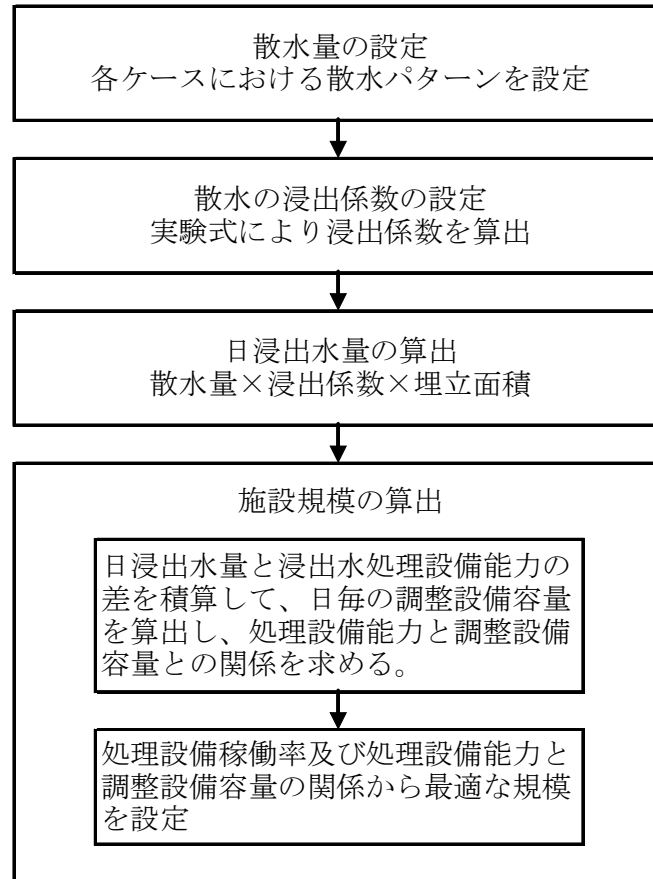 散水量の設定
各ケースにおける散水パターンを設定
散水の浸出係数の設定
実験式により浸出係数を算出
日浸出水量の算出
散水量×浸出係数×埋立面積
施設規模の算出
日浸出水量と浸出水処理設備能力の
差を積算して、日毎の調整設備容量
を算出し、処理設備能力と調整設備
容量との関係を求める。
処理設備稼働率及び処理設備能力と
調整設備容量の関係から最適な規模
を設定